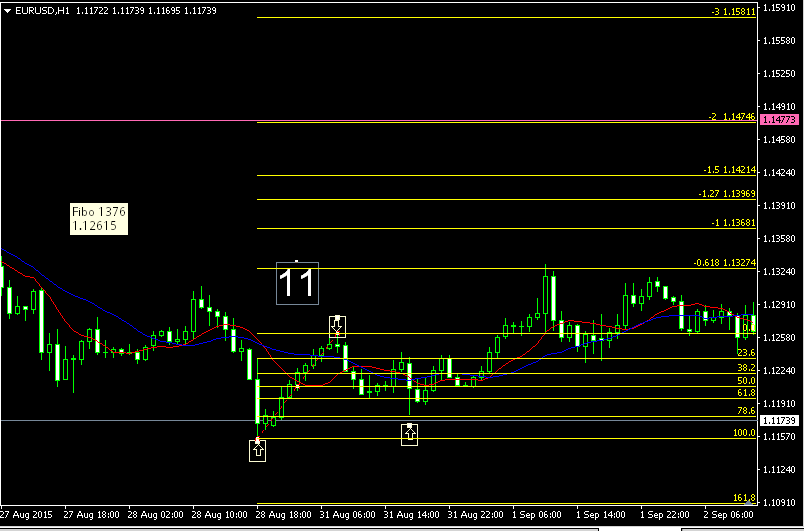 EURUSD,H1 1.11722 1.11739 1.11695 1.11739
-3 1.15811
1.15910
1.15580
1.15250
1.14910
-2 1.14746
1.14773
1.14580
1.14240
-1.5 1.14214
-1.27 1.13969
1.13910
Fibo 1376
1.12615
-1 1.13681
1.13580
-0.618 1.13274
1.13240
11
1.12910
0.0
1.12580
23.6
38.2
1.12240
50.0
61.8
1.11910
78.6
1.11739
100.0
1.11570
1.11240
161.8
1.10910
27 Aug 2015
27 Aug 18:00
28 Aug 02:00
28 Aug 10:00
28 Aug 18:00
31 Aug 06:00
31 Aug 14:00
31 Aug 22:00
1 Sep 06:00
1 Sep 14:00
1 Sep 22:00
2 Sep 06:00